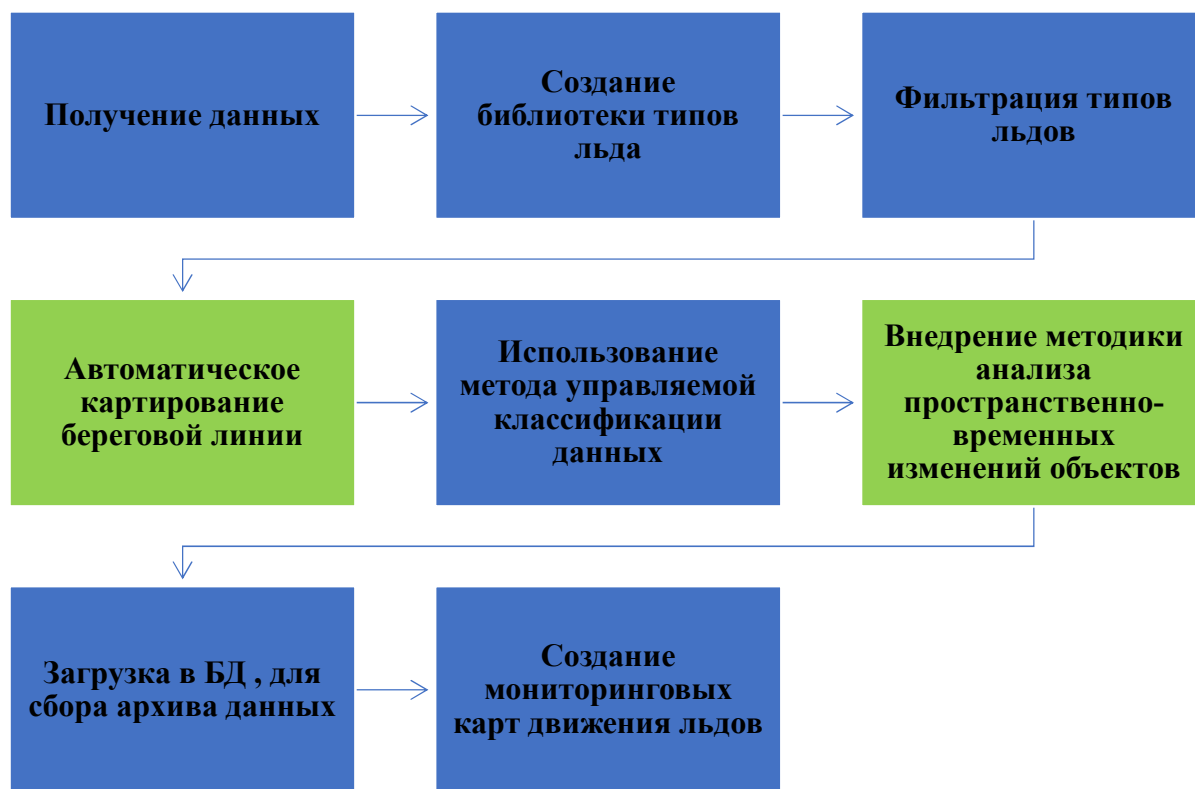 Получение данных
Создание
библиотеки типов
льда
Фильтрация типов
льдов
Автоматическое
картирование
береговой линии
Использование
метода управляемой
классификации
данных
Внедрение методики
анализа
пространственно-
временных
изменений объектов
Загрузка в БД , для
сбора архива данных
Создание
мониторинговых
карт движения льдов